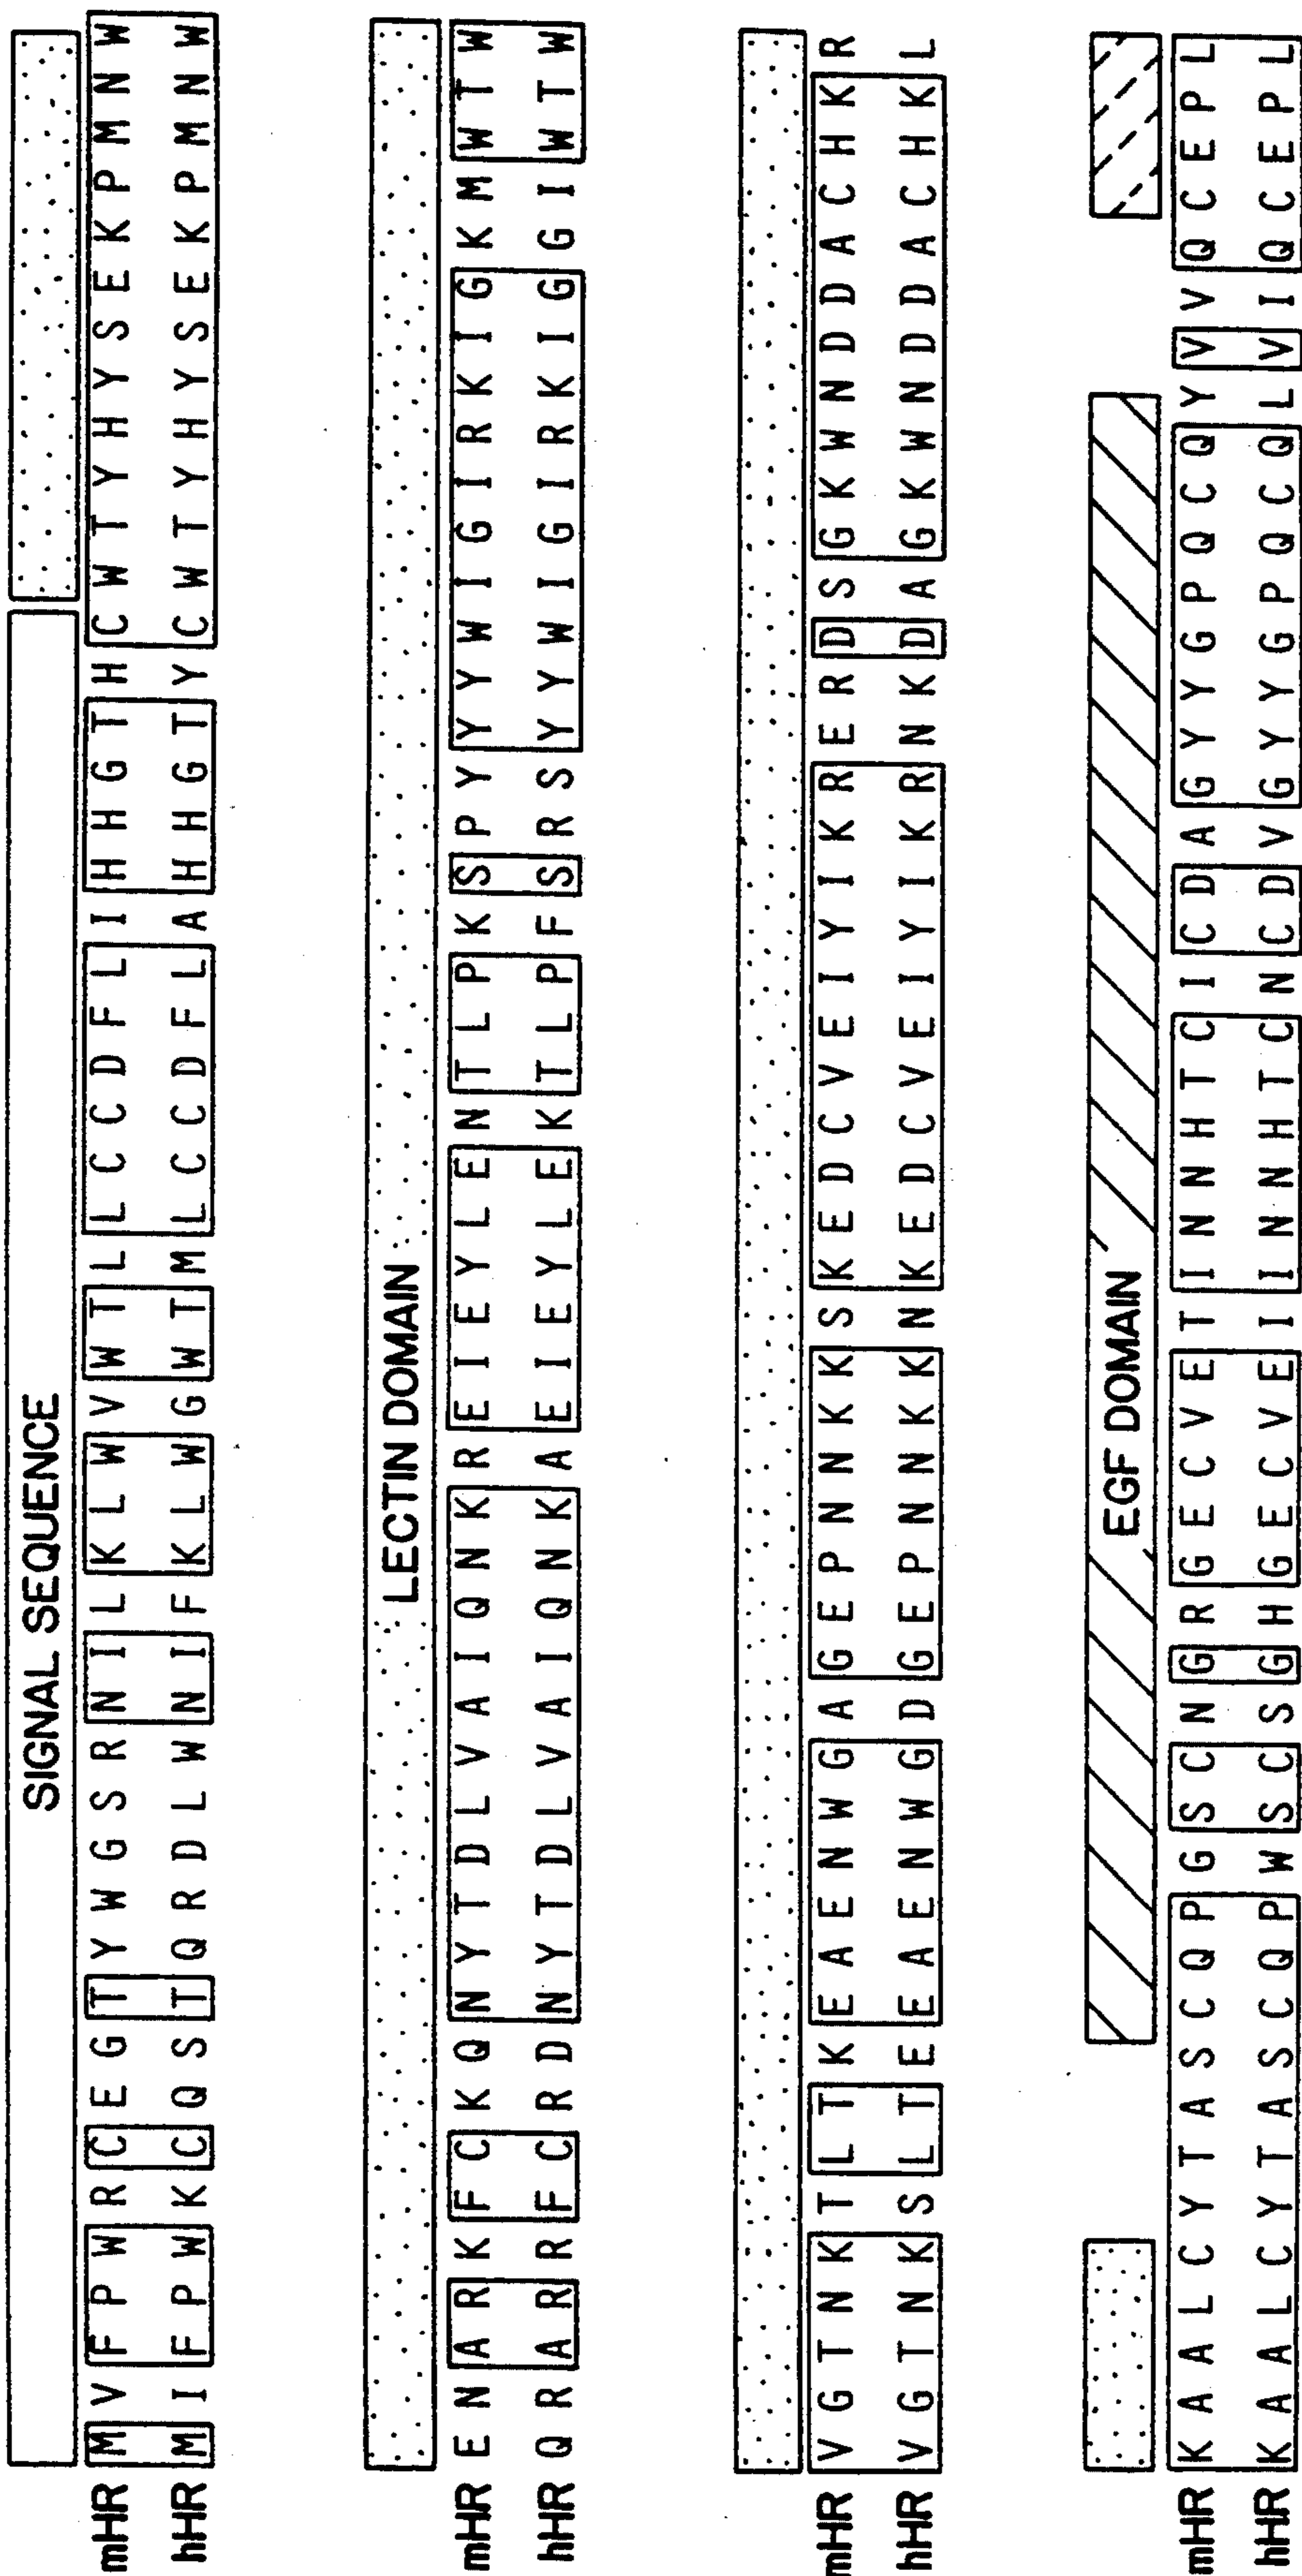 SIGNAL SEQUENCE
mHR M V F P W R C E G T Y W G S R N I L K L W V W T L L C C D F L I H H G T H C W T Y H Y S E K P M N W
hHR M I F P W K C Q S T Q R D L W N I F K L W G W T M L C C D F L A H H G T Y C W T Y H Y S E K P M N W
LECTIN DOMAIN
mHR E N A R K F C K Q N Y T D L V A I Q N K R E I E Y L E N T L P K S P Y Y Y W I G I R K I G K M W T W
hHR Q R A R R F C R D N Y T D L V A I Q N K A E I E Y L E K T L P F S R S Y Y W I G I R K I G G I W T W
mHR V G T N K T L T K E A E N W G A G E P N N K K S K E D C V E I Y I K R E R D S G K W N D D A C H K R
hHR V G T N K S L T E E A E N W G D G E P N N K K N K E D C V E I Y I K R N K D A G K W N D D A C H K L
EGF DOMAIN
mHR K A A L C Y T A S C Q P G S C N G R G E C V E T I N N H T C I C D A G Y Y G P Q C Q Y V V Q C E P L
hHR K A A L C Y T A S C Q P W S C S G H G E C V E I I N N H T C N C D V G Y Y G P Q C Q L V I Q C E P L